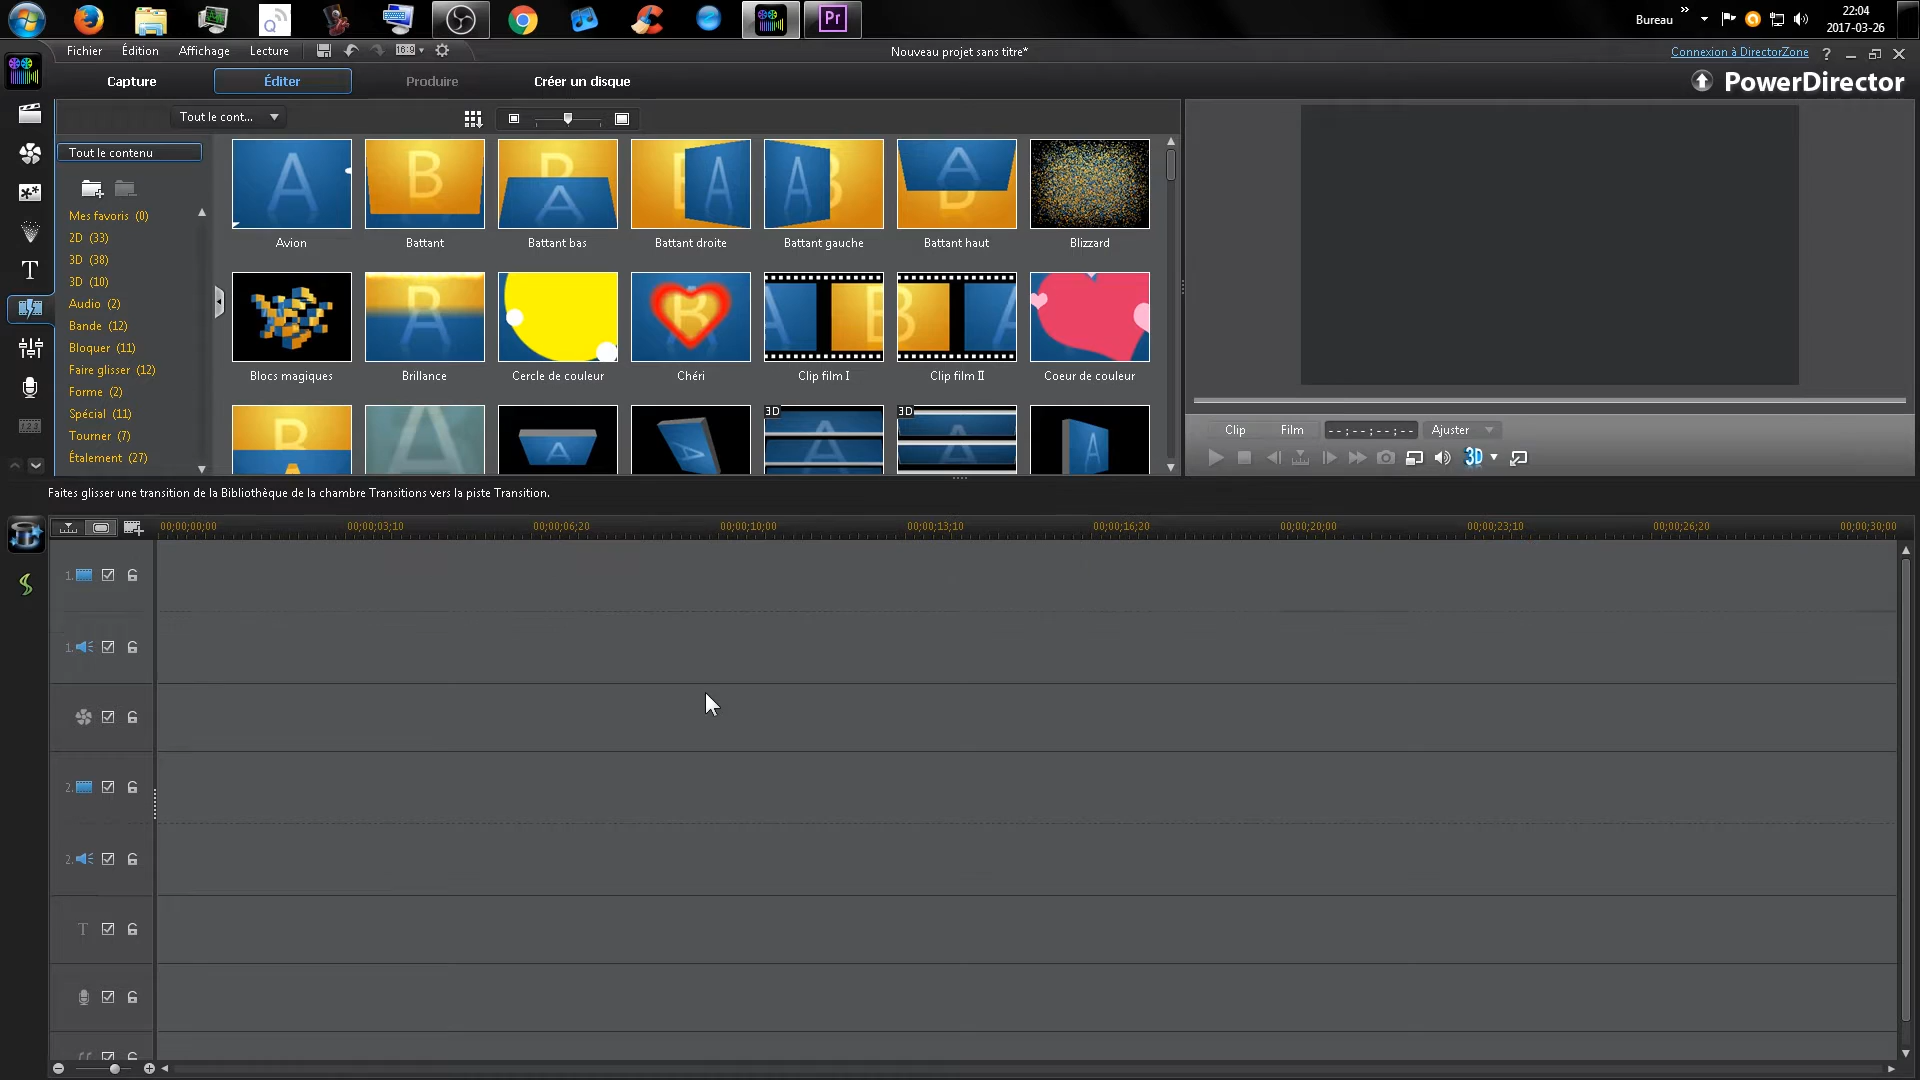 Bureau »
22:04
2017-03-26
Pr
Fichier Édition Affichage Lecture 16:9
Nouveau projet sans titre*
Connexion à DirectorZone ?
Capture Éditer Produire Créer un disque
PowerDirector
Tout le cont...
Tout le contenu
Mes favoris (0)
2D (33)
3D (38)
3D (10)
Audio (2)
Bande (12)
Bloquer (11)
Faire glisser (12)
Forme (2)
Spécial (11)
Tourner (7)
Étalement (27)
Avion Battant Battant bas Battant droite Battant gauche Battant haut Blizzard
Blocs magiques Brillance Cercle de couleur Chéri Clip film I Clip film II Coeur de couleur
3D 3D
Clip Film --;--;--;-- Ajuster
3D
Faites glisser une transition de la Bibliothèque de la chambre Transitions vers la piste Transition.
00;00;00;00 00;00;03;10 00;00;06;20 00;00;10;00 00;00;13;10 00;00;16;20 00;00;20;00 00;00;23;10 00;00;26;20 00;00;30;00
1.
1.
2.
2.
T